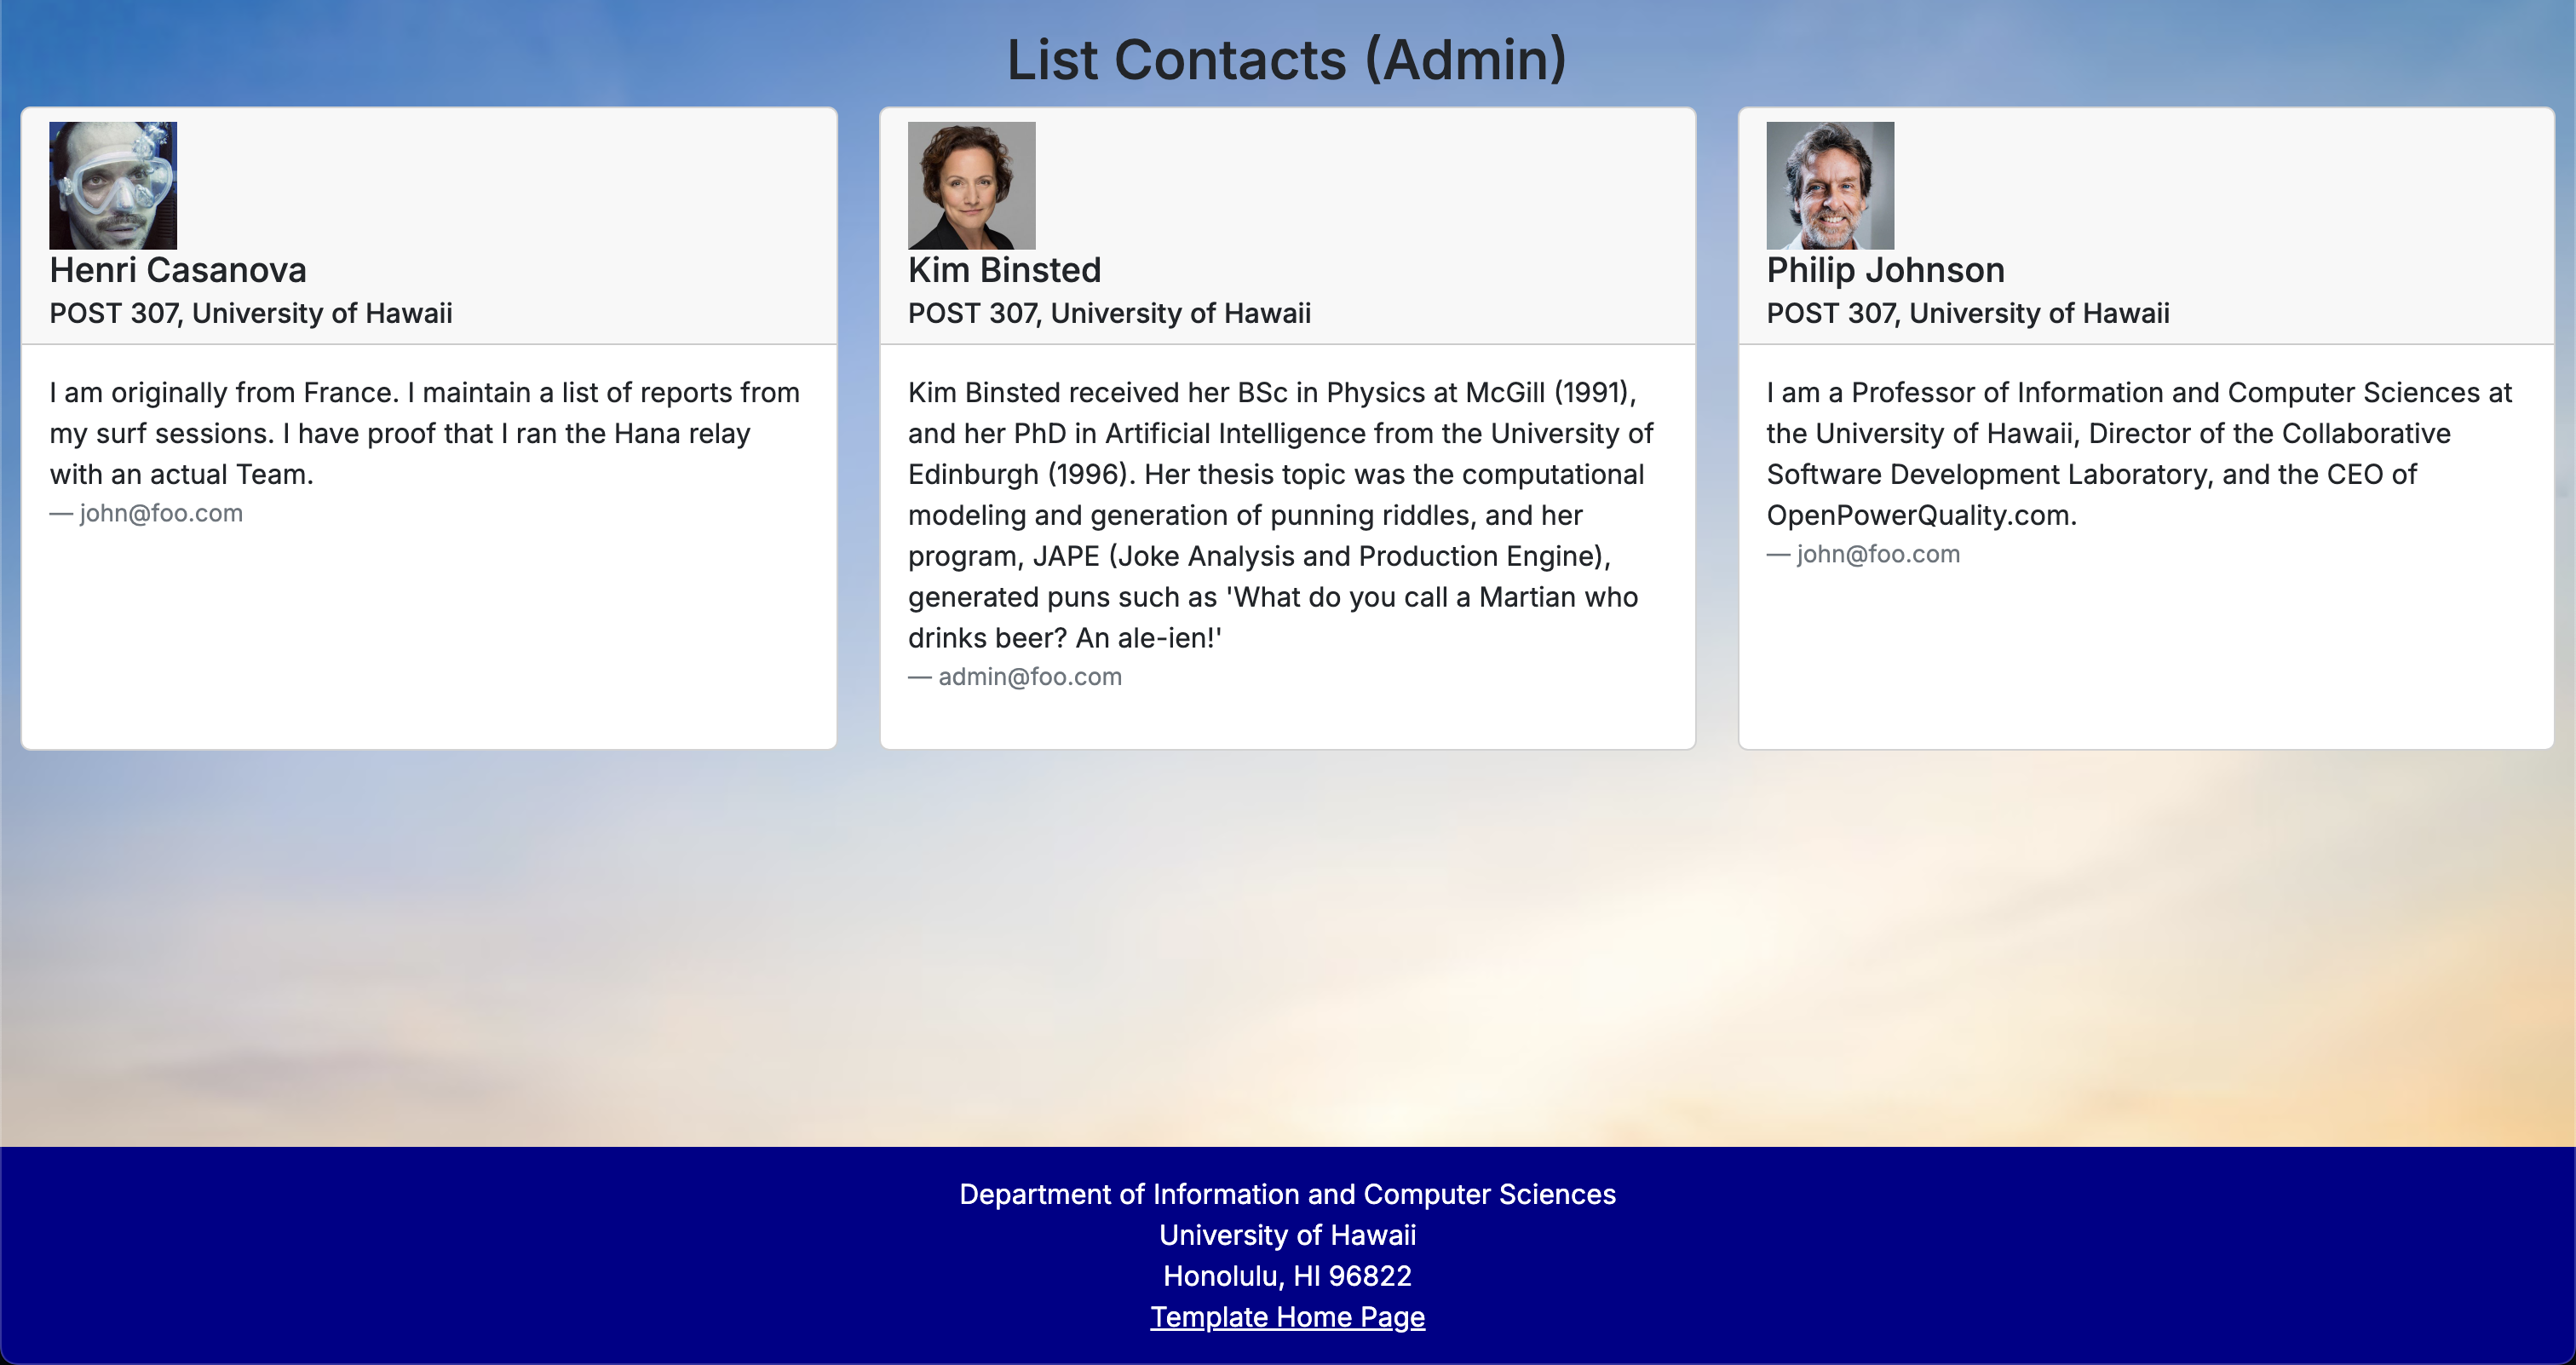 List Contacts (Admin)
Henri Casanova
POST 307, University of Hawaii
I am originally from France. I maintain a list of reports from
my surf sessions. I have proof that I ran the Hana relay
with an actual Team.
— john@foo.com
Kim Binsted
POST 307, University of Hawaii
Kim Binsted received her BSc in Physics at McGill (1991),
and her PhD in Artificial Intelligence from the University of
Edinburgh (1996). Her thesis topic was the computational
modeling and generation of punning riddles, and her
program, JAPE (Joke Analysis and Production Engine),
generated puns such as 'What do you call a Martian who
drinks beer? An ale-ien!'
— admin@foo.com
Philip Johnson
POST 307, University of Hawaii
I am a Professor of Information and Computer Sciences at
the University of Hawaii, Director of the Collaborative
Software Development Laboratory, and the CEO of
OpenPowerQuality.com.
— john@foo.com
Department of Information and Computer Sciences
University of Hawaii
Honolulu, HI 96822
Template Home Page